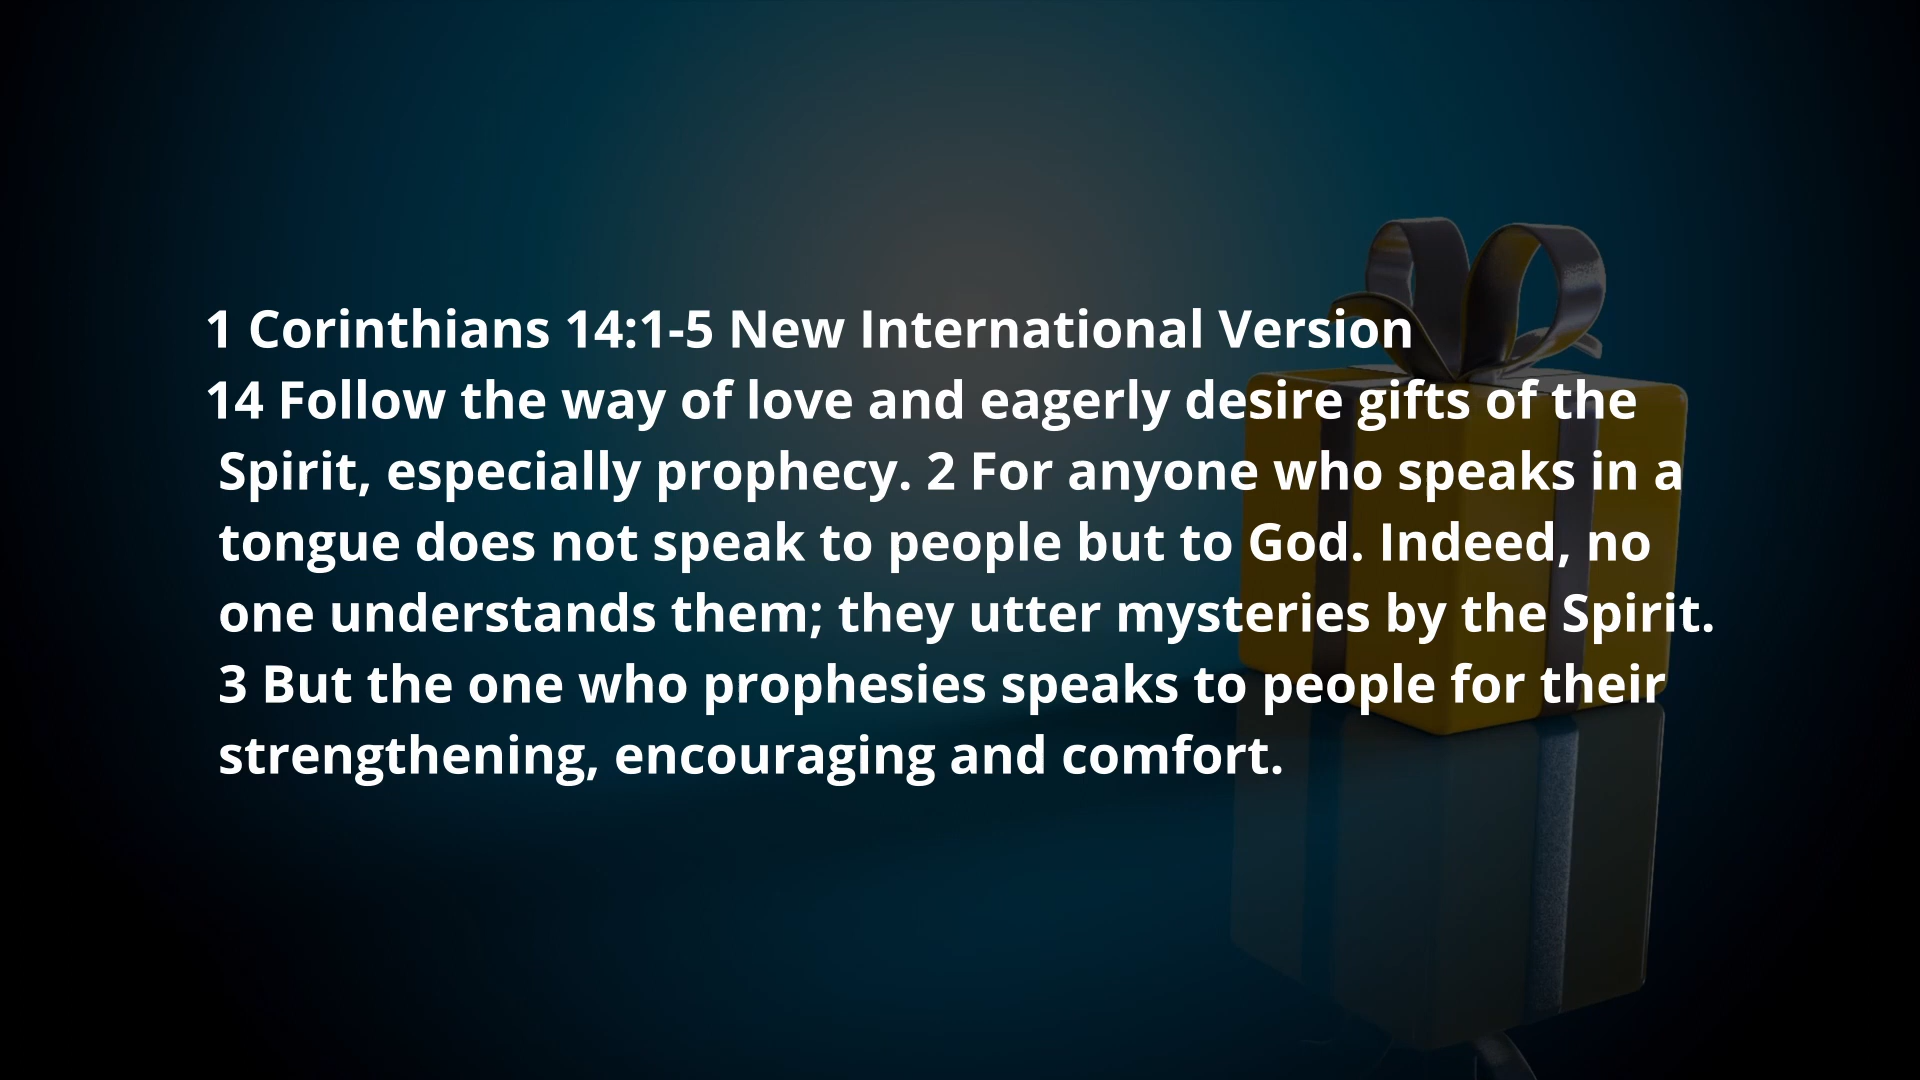 1 Corinthians 14:1-5 New International Version
14 Follow the way of love and eagerly desire gifts of the
Spirit, especially prophecy. 2 For anyone who speaks in a
tongue does not speak to people but to God. Indeed, no
one understands them; they utter mysteries by the Spirit.
3 But the one who prophesies speaks to people for their
strengthening, encouraging and comfort.